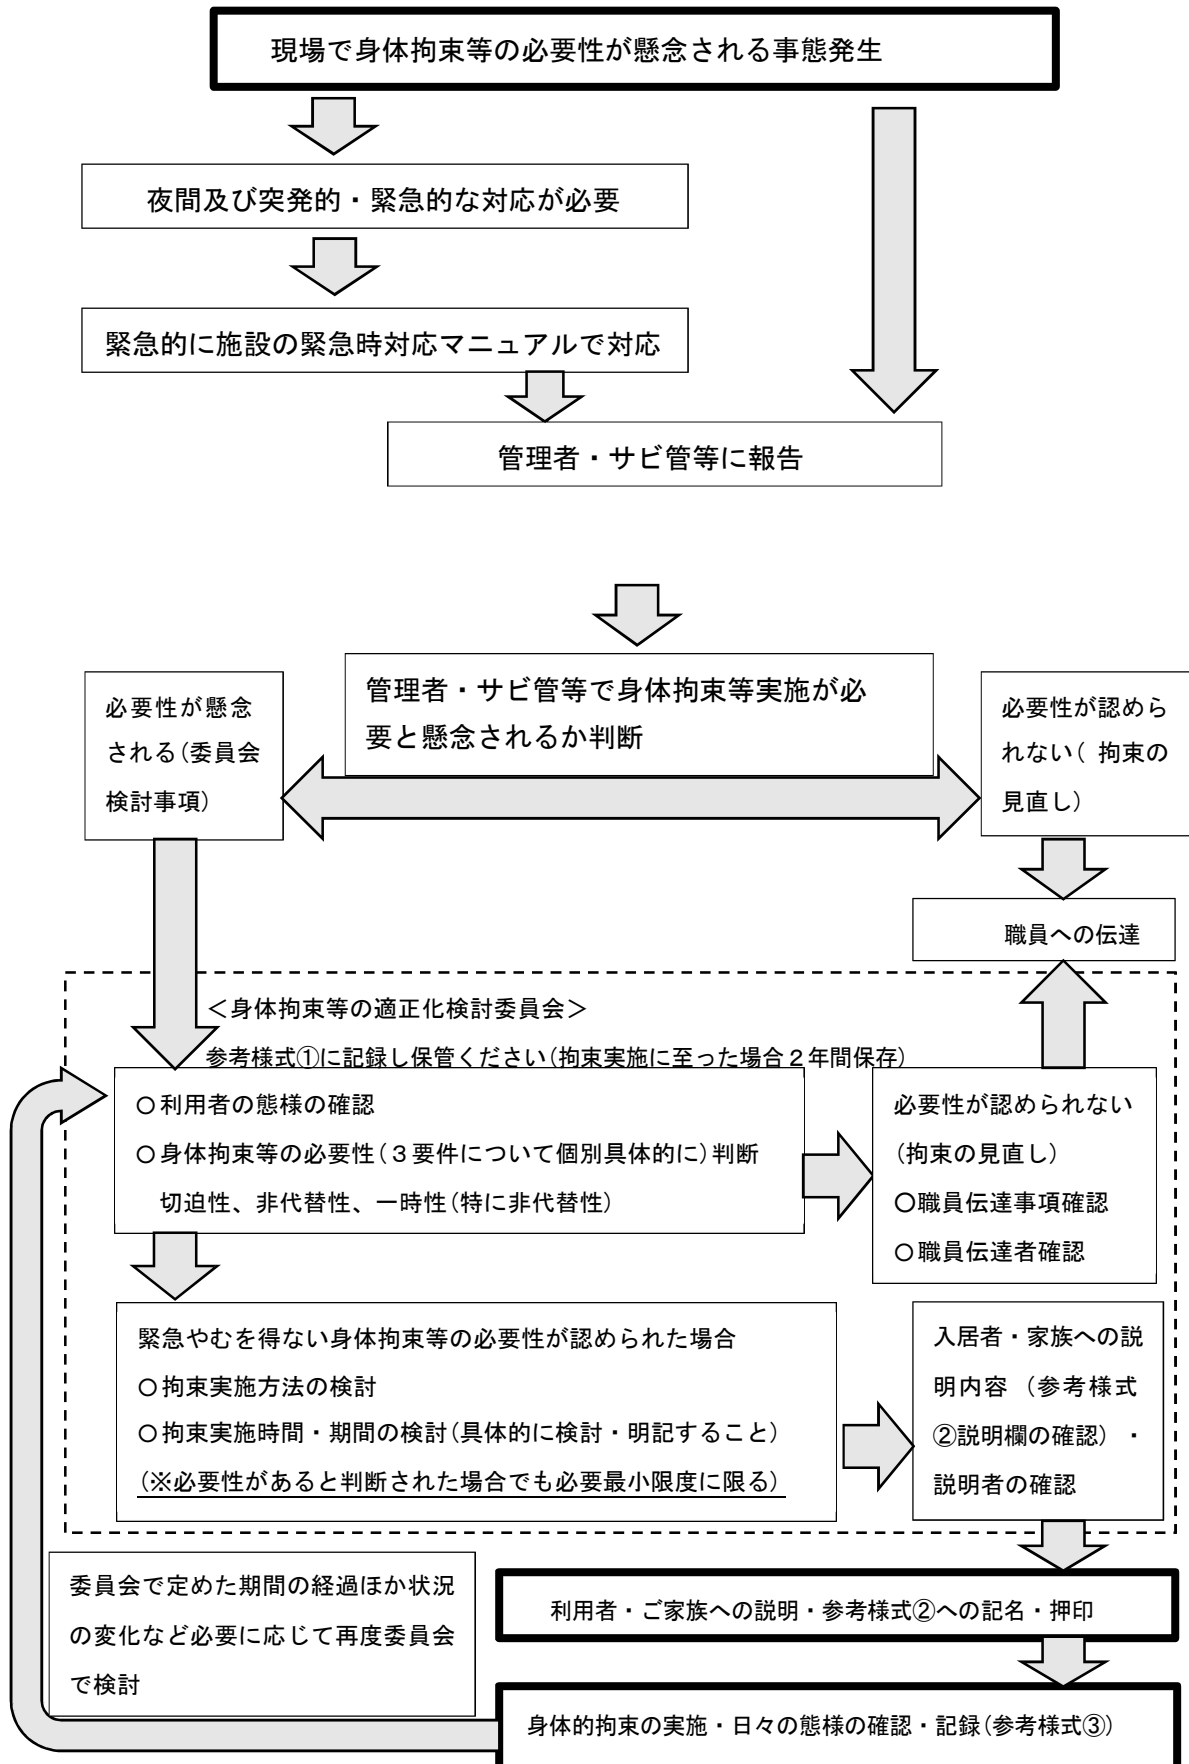 現場で身体拘束等の必要性が懸念される事態発生
夜間及び突発的・緊急的な対応が必要
緊急的に施設の緊急時対応マニュアルで対応
管理者・サビ管等に報告
管理者・サビ管等で身体拘束等実施が必
要と懸念されるか判断
必要性が懸念
される(委員会
検討事項)
必要性が認めら
れない( 拘束の
見直し)
職員への伝達
＜身体拘束等の適正化検討委員会＞
参考様式①に記録し保管ください(拘束実施に至った場合２年間保存)
○利用者の態様の確認
○身体拘束等の必要性(３要件について個別具体的に)判断
切迫性、非代替性、一時性(特に非代替性)
必要性が認められない
(拘束の見直し)
○職員伝達事項確認
○職員伝達者確認
緊急やむを得ない身体拘束等の必要性が認められた場合
○拘束実施方法の検討
○拘束実施時間・期間の検討(具体的に検討・明記すること)
(※必要性があると判断された場合でも必要最小限度に限る)
入居者・家族への説
明内容（参考様式
②説明欄の確認）・
説明者の確認
委員会で定めた期間の経過ほか状況
の変化など必要に応じて再度委員会
で検討
利用者・ご家族への説明・参考様式②への記名・押印
身体的拘束の実施・日々の態様の確認・記録(参考様式③)